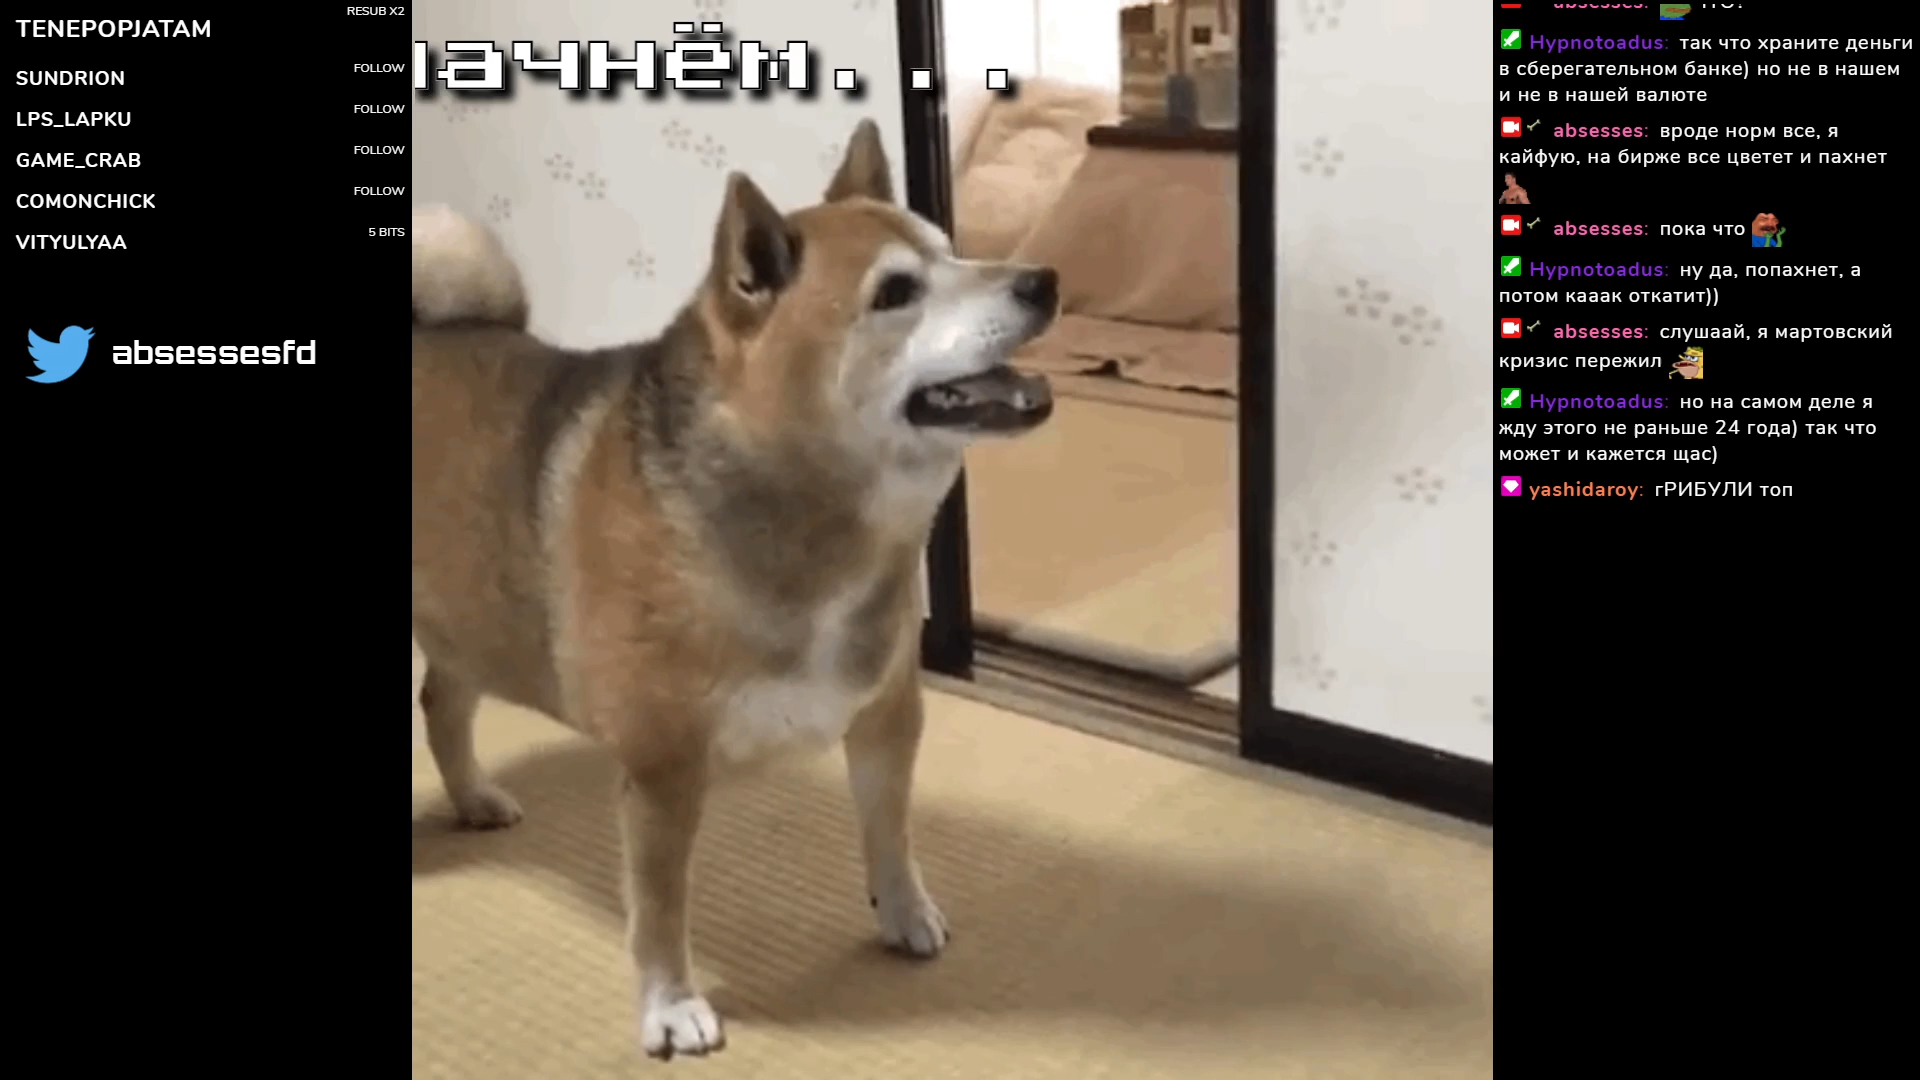 TENEPOPJATAM RESUB X2
SUNDRION FOLLOW
LPS_LAPKU FOLLOW
GAME_CRAB FOLLOW
COMONCHICK FOLLOW
VITYULYAA 5 BITS
absessesfd
ачнём...
absesses:
Hypnotoadus: так что храните деньги
в сберегательном банке) но не в нашем
и не в нашей валюте
absesses: вроде норм все, я
кайфую, на бирже все цветет и пахнет
absesses: пока что
Hypnotoadus: ну да, попахнет, а
потом кааак откатит))
absesses: слушаай, я мартовский
кризис пережил
Hypnotoadus: но на самом деле я
жду этого не раньше 24 года) так что
может и кажется щас)
yashidaroy: гРИБУЛИ топ